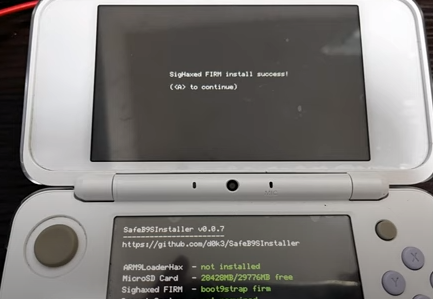 SigHaxed FIRM install success!
(<A> to continue)
SafeB9SInstaller v0.0.7
-----------------------
https://github.com/d0k3/SafeB9SInstaller
ARM9LoaderHax - not installed
MicroSD Card - 28428MB/29776MB free
Sighaxed FIRM - boot9strap firm